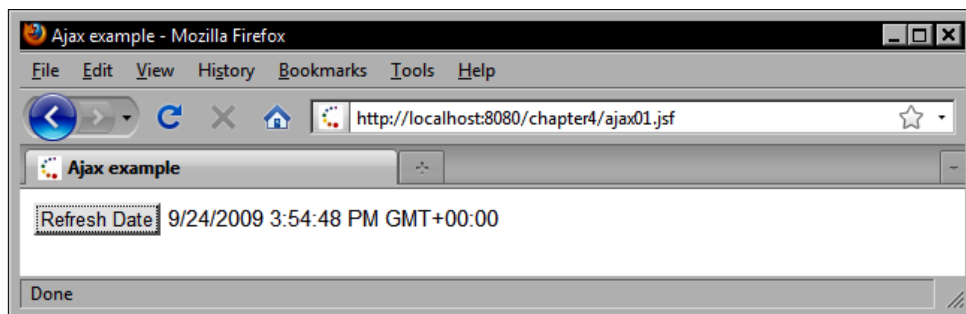 Ajax example - Mozilla Firefox
File Edit View History Bookmarks Tools Help
http://localhost:8080/chapter4/ajax01.jsf
Ajax example
Refresh Date 9/24/2009 3:54:48 PM GMT+00:00
Done